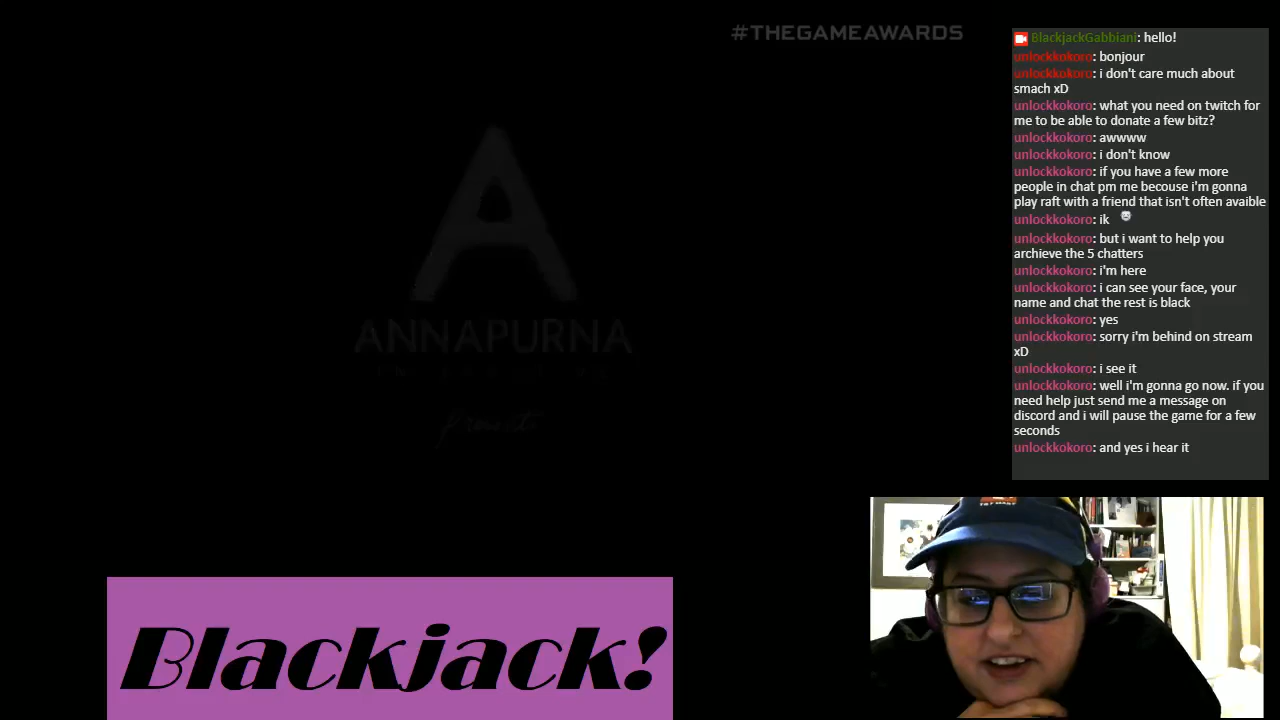 #THEGAMEAWARDS
BlackjackGabbiani: hello!
unlockkokoro: bonjour
unlockkokoro: i don't care much about
smach xD
unlockkokoro: what you need on twitch for
me to be able to donate a few bitz?
unlockkokoro: awwww
unlockkokoro: i don't know
unlockkokoro: if you have a few more
people in chat pm me becouse i'm gonna
play raft with a friend that isn't often avaible
unlockkokoro: ik
unlockkokoro: but i want to help you
archieve the 5 chatters
unlockkokoro: i'm here
unlockkokoro: i can see your face, your
name and chat the rest is black
unlockkokoro: yes
unlockkokoro: sorry i'm behind on stream
xD
unlockkokoro: i see it
unlockkokoro: well i'm gonna go now. if you
need help just send me a message on
discord and i will pause the game for a few
seconds
unlockkokoro: and yes i hear it
A
ANNAPURNA
Blackjack!